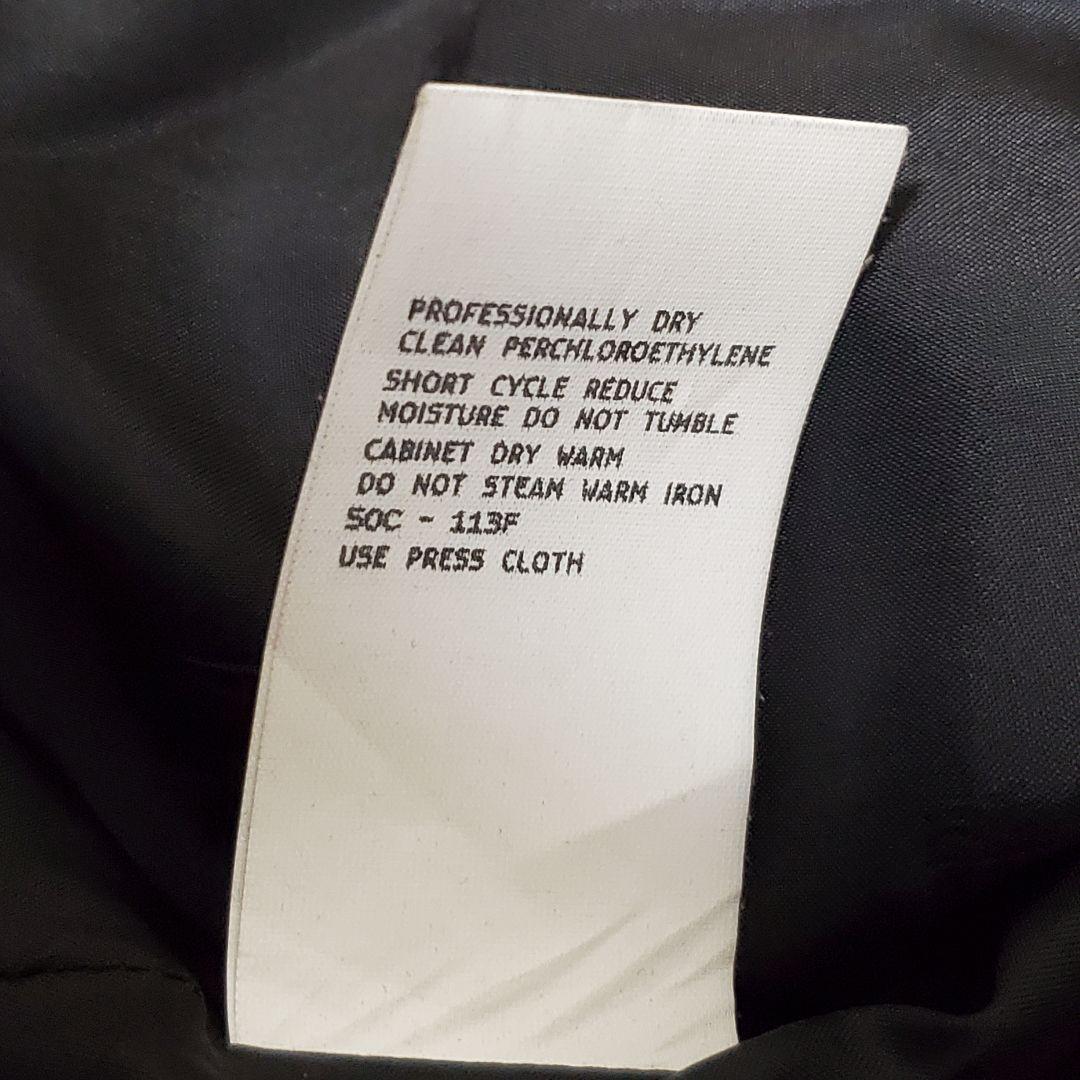 PROFESSIONALLY DRY
CLEAN PERCHLOROETHYLENE
SHORT CYCLE REDUCE
MOISTURE DO NOT TUMBLE
CABINET DRY WARM
DO NOT STEAM WARM IRON
50C - 113F
USE PRESS CLOTH